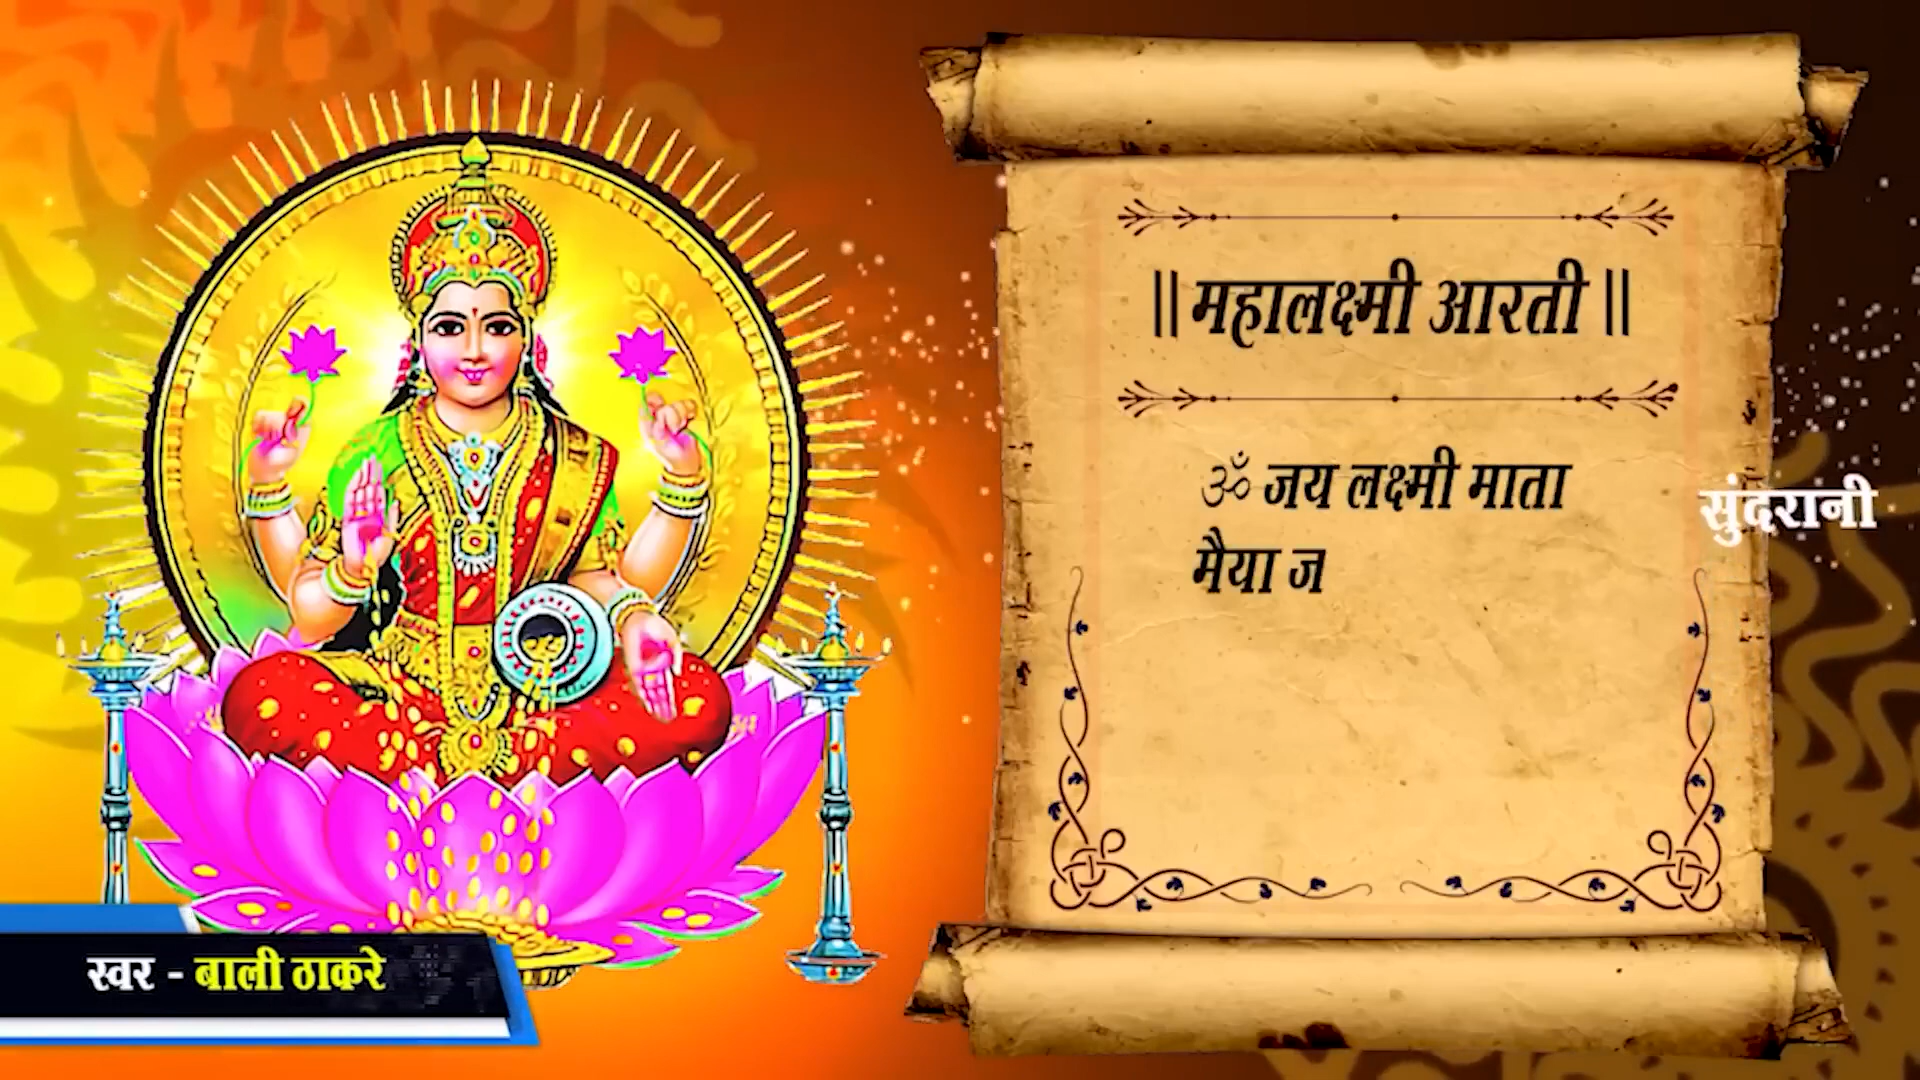 || महालक्ष्मी आरती ||
ॐ जय लक्ष्मी माता
मैया ज
सुंदरानी
स्वर - बाली ठाकरे